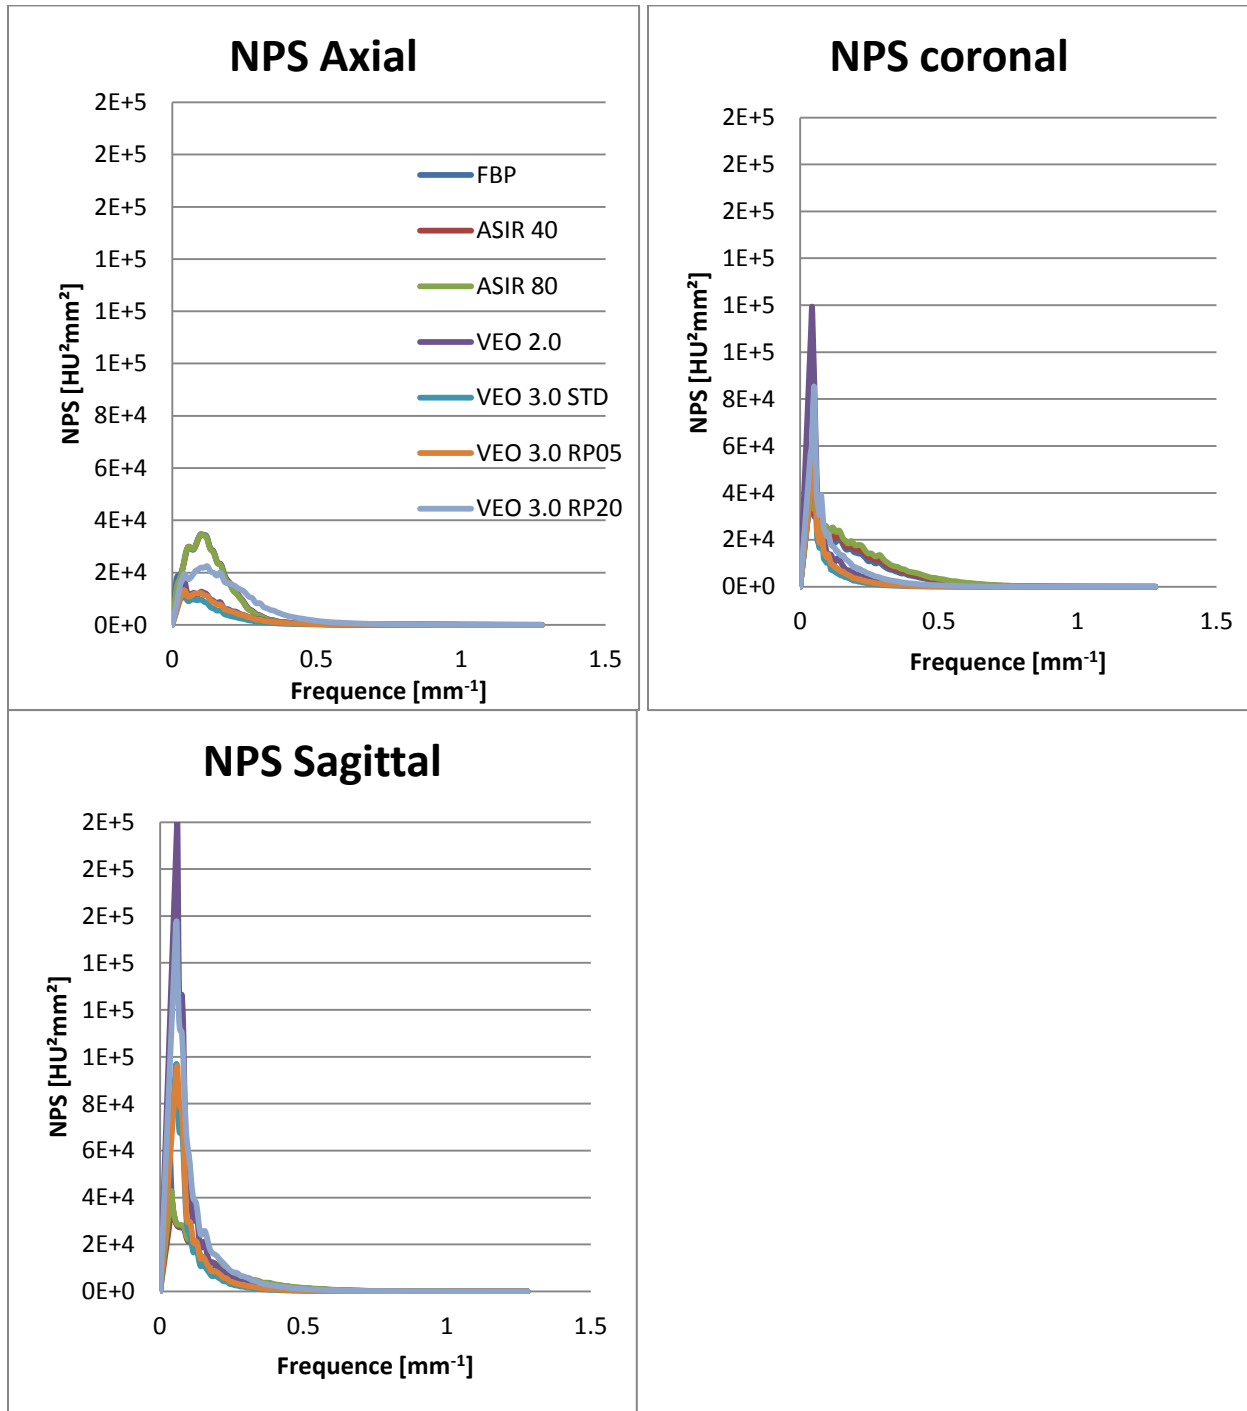 NPS Axial
NPS [HU²mm²]
2E+5
2E+5
2E+5
1E+5
1E+5
1E+5
8E+4
6E+4
4E+4
2E+4
0E+0
FBP
ASIR 40
ASIR 80
VEO 2.0
VEO 3.0 STD
VEO 3.0 RP05
VEO 3.0 RP20
0 0.5 1 1.5
Frequence [mm⁻¹]
NPS coronal
NPS [HU²mm²]
2E+5
2E+5
2E+5
1E+5
1E+5
1E+5
8E+4
6E+4
4E+4
2E+4
0E+0
0 0.5 1 1.5
Frequence [mm⁻¹]
NPS Sagittal
NPS [HU²mm²]
2E+5
2E+5
2E+5
1E+5
1E+5
1E+5
8E+4
6E+4
4E+4
2E+4
0E+0
0 0.5 1 1.5
Frequence [mm⁻¹]